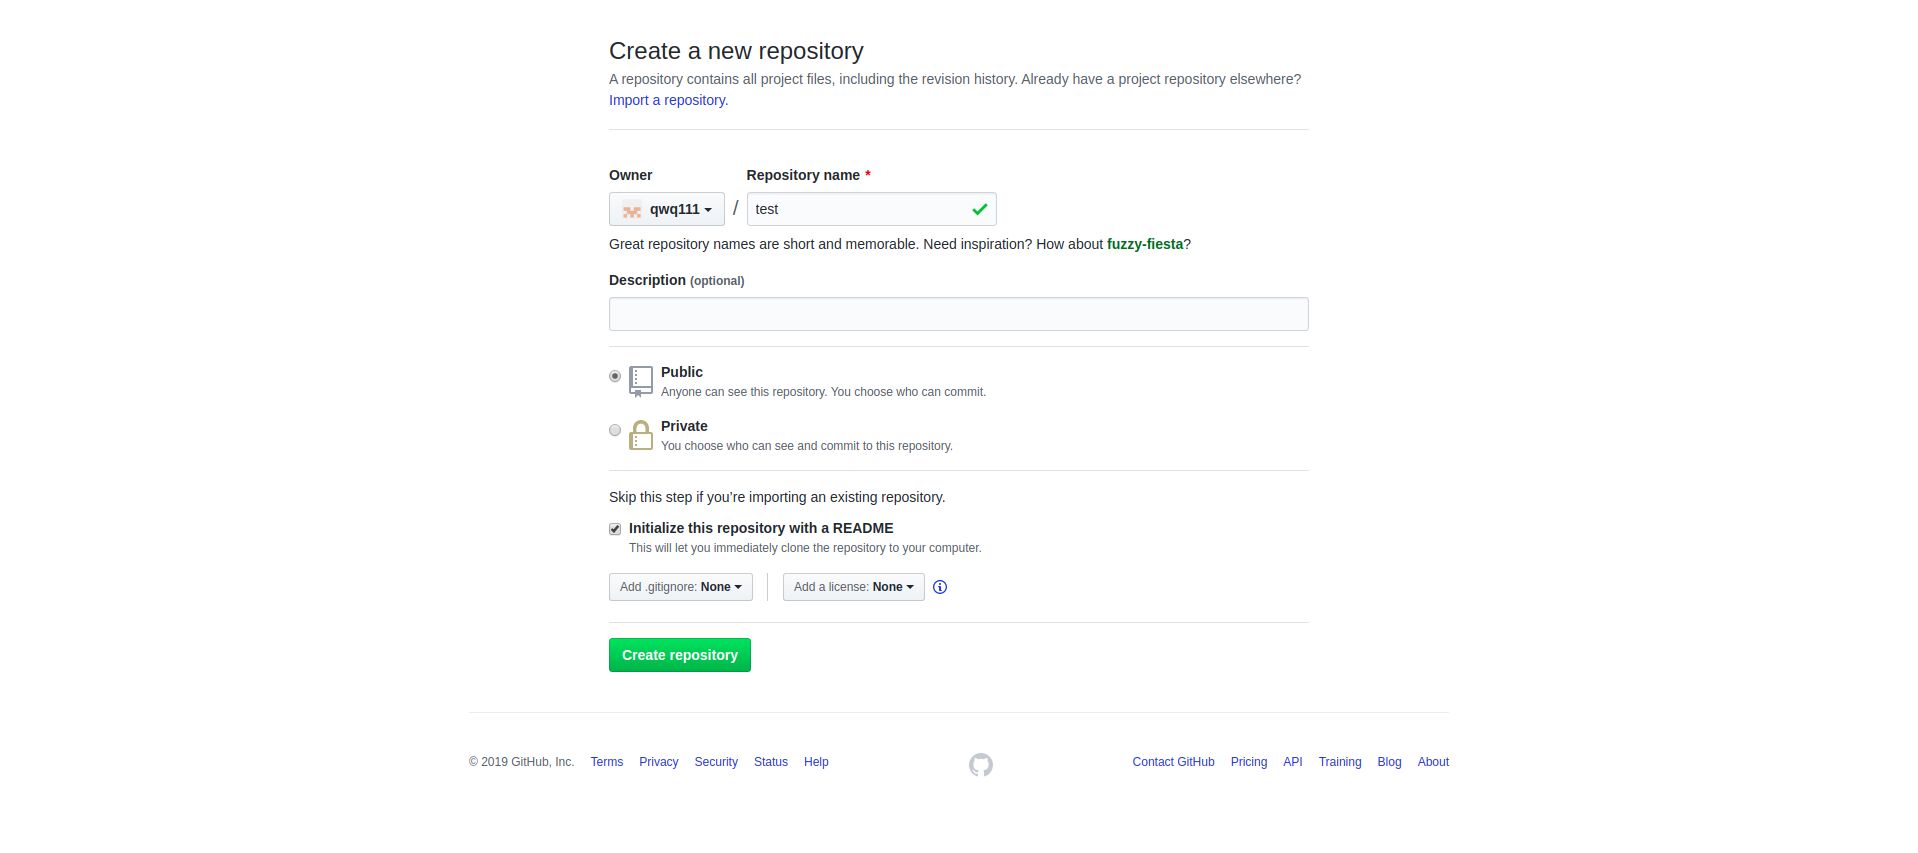 Create a new repository
A repository contains all project files, including the revision history. Already have a project repository elsewhere?
Import a repository.
Owner
Repository name *
qwq111 / test
Great repository names are short and memorable. Need inspiration? How about fuzzy-fiesta?
Description (optional)
Public
Anyone can see this repository. You choose who can commit.
Private
You choose who can see and commit to this repository.
Skip this step if you’re importing an existing repository.
Initialize this repository with a README
This will let you immediately clone the repository to your computer.
Add .gitignore: None
Add a license: None
Create repository
© 2019 GitHub, Inc. Terms Privacy Security Status Help Contact GitHub Pricing API Training Blog About